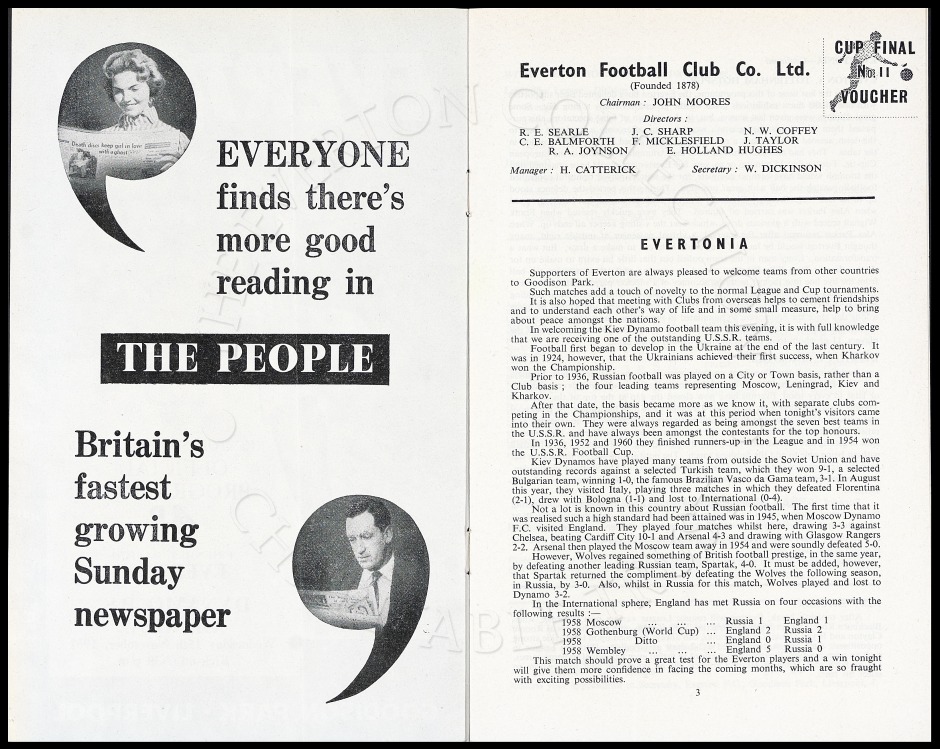 Death disc: keep girl in love
with a ghost
EVERYONE
finds there's
more good
reading in
THE PEOPLE
Britain's
fastest
growing
Sunday
newspaper
CUP FINAL
No. 11
VOUCHER
Everton Football Club Co. Ltd.
(Founded 1878)
Chairman : JOHN MOORES
Directors :
R. E. SEARLE J. C. SHARP N. W. COFFEY
C. E. BALMFORTH F. MICKLESFIELD J. TAYLOR
R. A. JOYNSON E. HOLLAND HUGHES
Manager : H. CATTERICK Secretary : W. DICKINSON
EVERTONIA
Supporters of Everton are always pleased to welcome teams from other countries
to Goodison Park.
Such matches add a touch of novelty to the normal League and Cup tournaments.
It is also hoped that meeting with Clubs from overseas helps to cement friendships
and to understand each other's way of life and in some small measure, help to bring
about peace amongst the nations.
In welcoming the Kiev Dynamo football team this evening, it is with full knowledge
that we are receiving one of the outstanding U.S.S.R. teams.
Football first began to develop in the Ukraine at the end of the last century. It
was in 1924, however, that the Ukrainians achieved their first success, when Kharkov
won the Championship.
Prior to 1936, Russian football was played on a City or Town basis, rather than a
Club basis ; the four leading teams representing Moscow, Leningrad, Kiev and
Kharkov.
After that date, the basis became more as we know it, with separate clubs com-
peting in the Championships, and it was at this period when tonight's visitors came
into their own. They were always regarded as being amongst the seven best teams in
the U.S.S.R. and have always been amongst the contestants for the top honours.
In 1936, 1952 and 1960 they finished runners-up in the League and in 1954 won
the U.S.S.R. Football Cup.
Kiev Dynamos have played many teams from outside the Soviet Union and have
outstanding records against a selected Turkish team, which they won 9-1, a selected
Bulgarian team, winning 1-0, the famous Brazilian Vasco da Gama team, 3-1. In August
this year, they visited Italy, playing three matches in which they defeated Florentina
(2-1), drew with Bologna (1-1) and lost to International (0-4).
Not a lot is known in this country about Russian football. The first time that it
was realised such a high standard had been attained was in 1945, when Moscow Dynamo
F.C. visited England. They played four matches whilst here, drawing 3-3 against
Chelsea, beating Cardiff City 10-1 and Arsenal 4-3 and drawing with Glasgow Rangers
2-2. Arsenal then played the Moscow team away in 1954 and were soundly defeated 5-0.
However, Wolves regained something of British football prestige, in the same year,
by defeating another leading Russian team, Spartak, 4-0. It must be added, however,
that Spartak returned the compliment by defeating the Wolves the following season,
in Russia, by 3-0. Also, whilst in Russia for this match, Wolves played and lost to
Dynamo 3-2.
In the International sphere, England has met Russia on four occasions with the
following results :—
1958 Moscow ... ... ... Russia 1 England 1
1958 Gothenburg (World Cup) ... England 2 Russia 2
1958 Ditto ... England 0 Russia 1
1958 Wembley ... ... ... England 5 Russia 0
This match should prove a great test for the Everton players and a win tonight
will give them more confidence in facing the coming months, which are so fraught
with exciting possibilities.
3